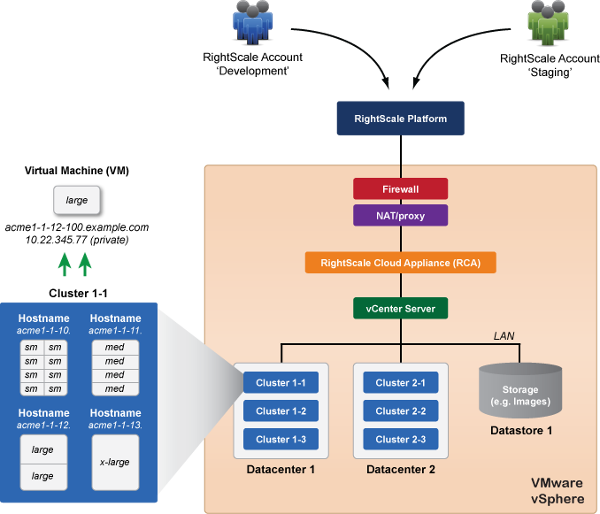 RightScale Account
'Development'
RightScale Account
'Staging'
RightScale Platform
Virtual Machine (VM)
large
acme1-1-12-100.example.com
10.22.345.77 (private)
Cluster 1-1
Hostname
acme1-1-10.
sm sm
sm sm
sm sm
sm sm
Hostname
acme1-1-11.
med
med
med
med
Hostname
acme1-1-12.
large
large
Hostname
acme1-1-13.
x-large
Firewall
NAT/proxy
RightScale Cloud Appliance (RCA)
vCenter Server
LAN
Cluster 1-1
Cluster 1-2
Cluster 1-3
Datacenter 1
Cluster 2-1
Cluster 2-2
Cluster 2-3
Datacenter 2
Storage
(e.g. Images)
Datastore 1
VMware
vSphere